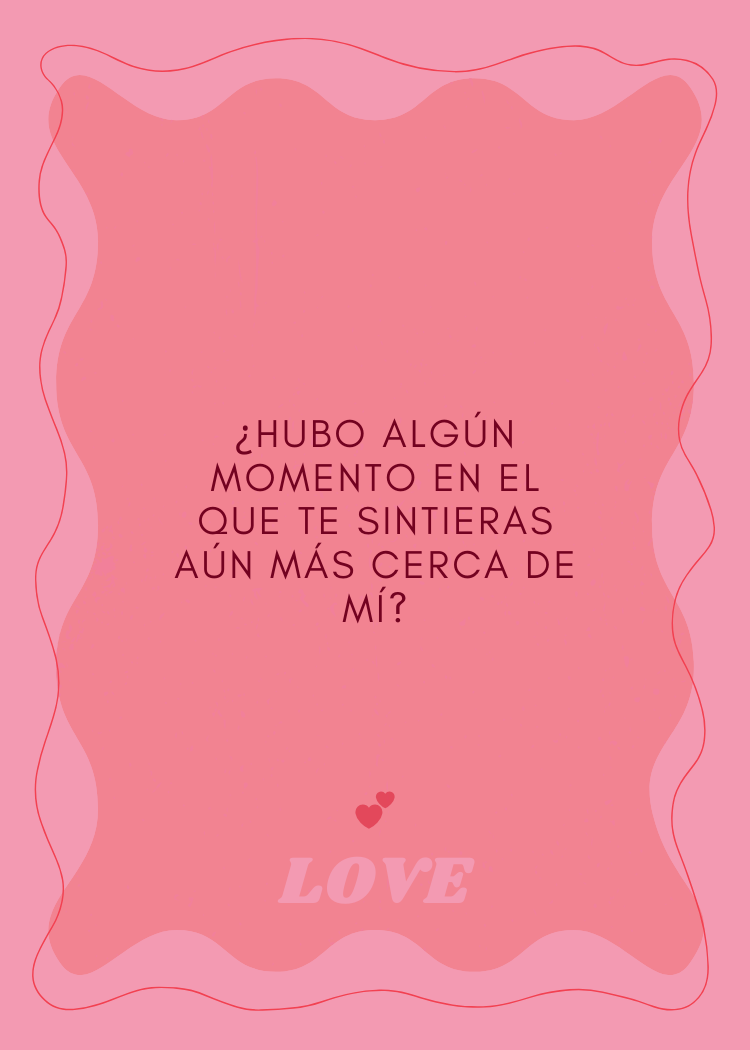 ¿HUBO ALGÚN
MOMENTO EN EL
QUE TE SINTIERAS
AÚN MÁS CERCA DE
MÍ?
LOVE